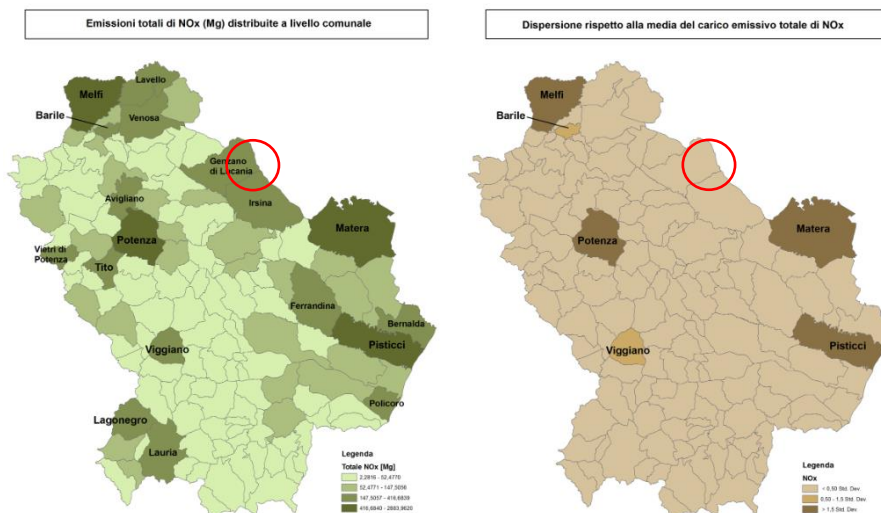 Emissioni totali di NOx (Mg) distribuite a livello comunale
Lavello
Melfi
Barile
Venosa
Genzano
di Lucania
Avigliano
Irsina
Potenza
Matera
Vietri di
Potenza
Tito
Ferrandina
Bernalda
Viggiano
Pisticci
Policoro
Lagonegro
Lauria
Legenda
Totale NOx [Mg]
2,2816 - 52,4770
52,4771 - 147,5056
147,5057 - 416,6839
416,6840 - 2693,9620
Dispersione rispetto alla media del carico emissivo totale di NOx
Melfi
Barile
Potenza
Matera
Viggiano
Pisticci
Legenda
NOx
< 0,50 Std. Dev.
0,50 - 1,5 Std. Dev.
> 1,5 Std. Dev.